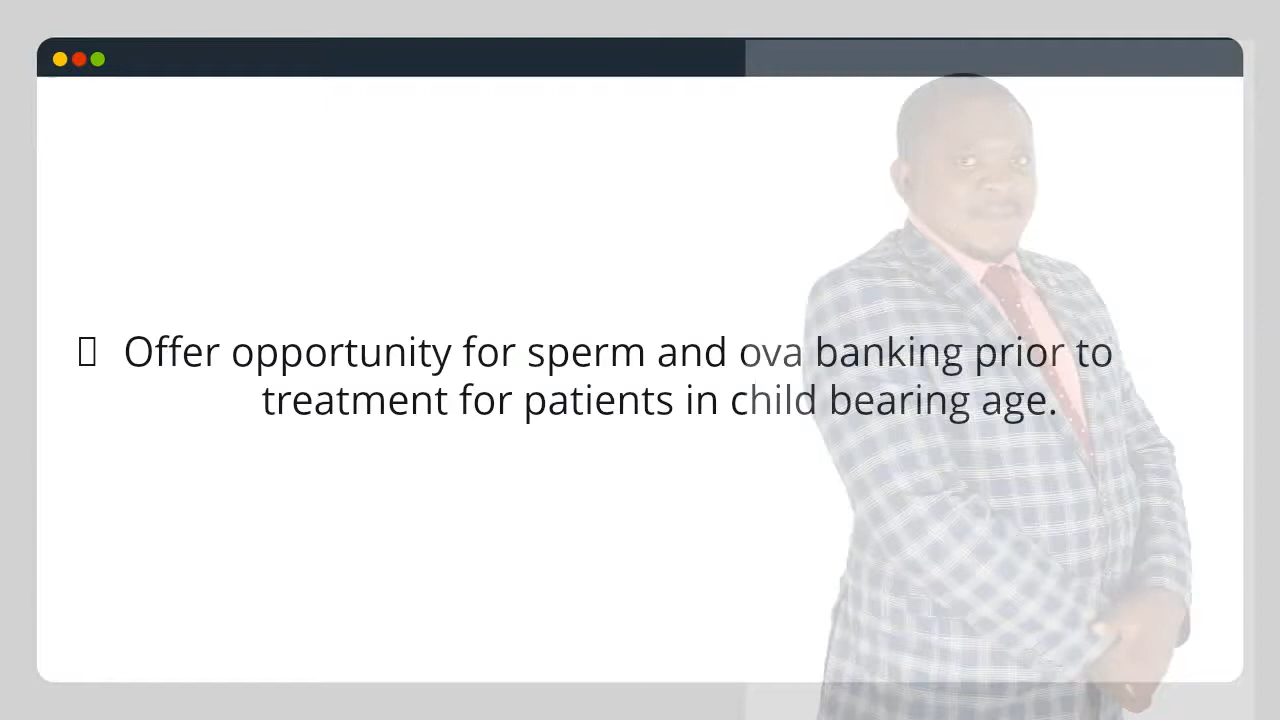 Offer opportunity for sperm and ova banking prior to
treatment for patients in child bearing age.